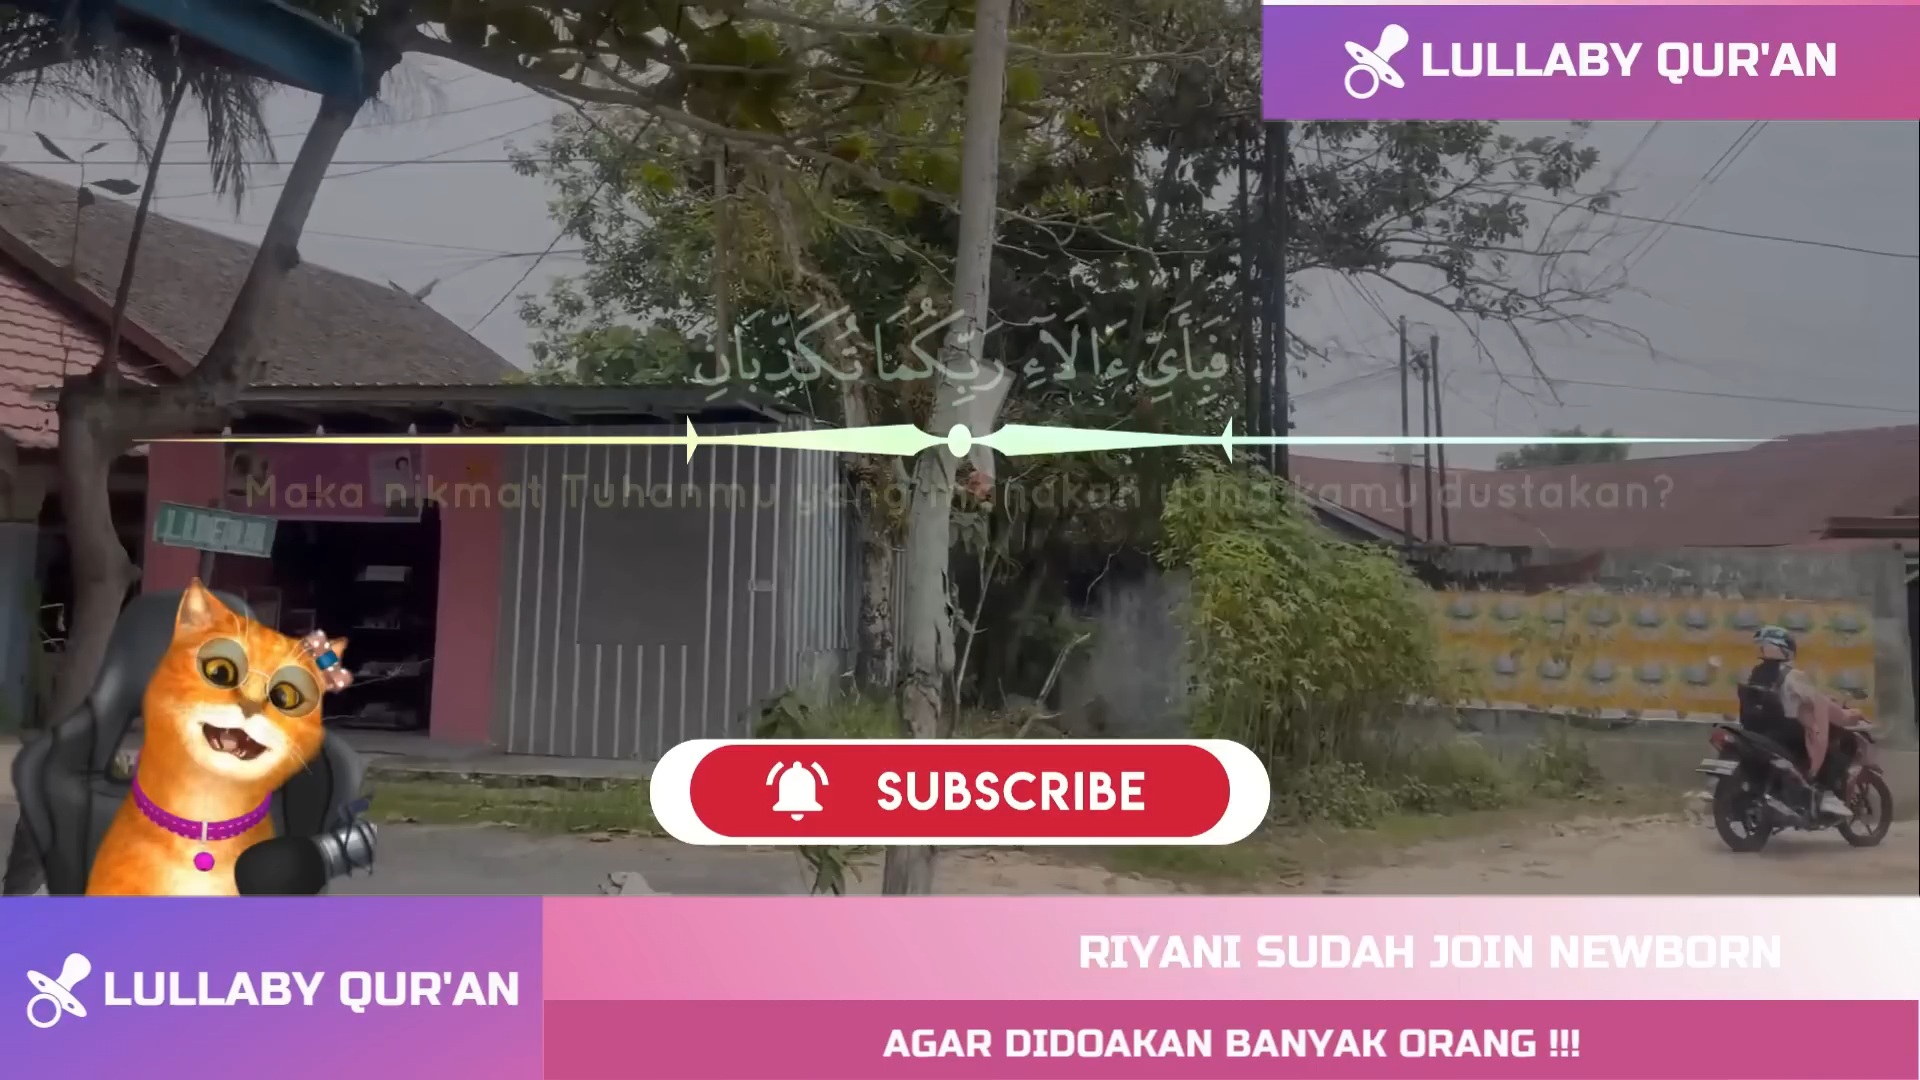 LULLABY QUR'AN
فَبِأَيِّ ءَالَآءِ رَبِّكُمَا تُكَذِّبَانِ
Maka nikmat Tuhanmu yang manakah yang kamu dustakan?
SUBSCRIBE
LULLABY QUR'AN
RIYANI SUDAH JOIN NEWBORN
AGAR DIDOAKAN BANYAK ORANG !!!